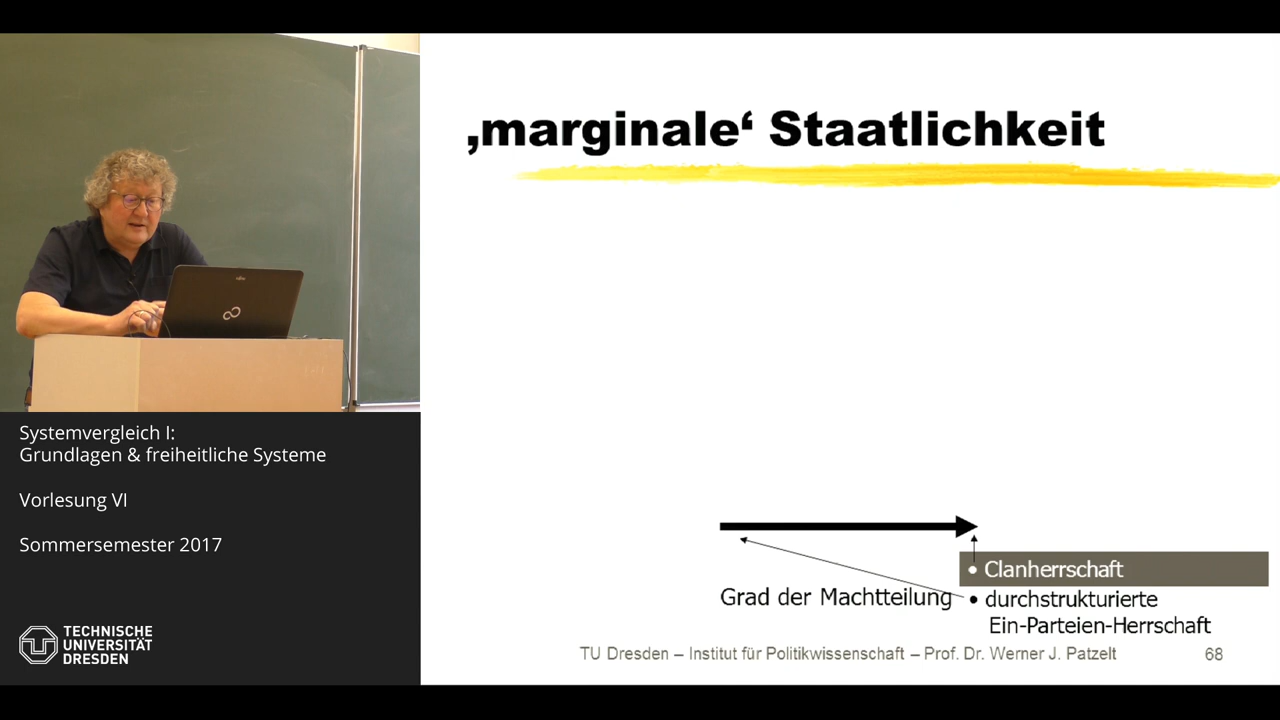 ‚marginale‘ Staatlichkeit
Clanherrschaft
Grad der Machtteilung
durchstrukturierte
Ein-Parteien-Herrschaft
TU Dresden – Institut für Politikwissenschaft – Prof. Dr. Werner J. Patzelt
68
Systemvergleich I:
Grundlagen & freiheitliche Systeme
Vorlesung VI
Sommersemester 2017
TECHNISCHE
UNIVERSITÄT
DRESDEN